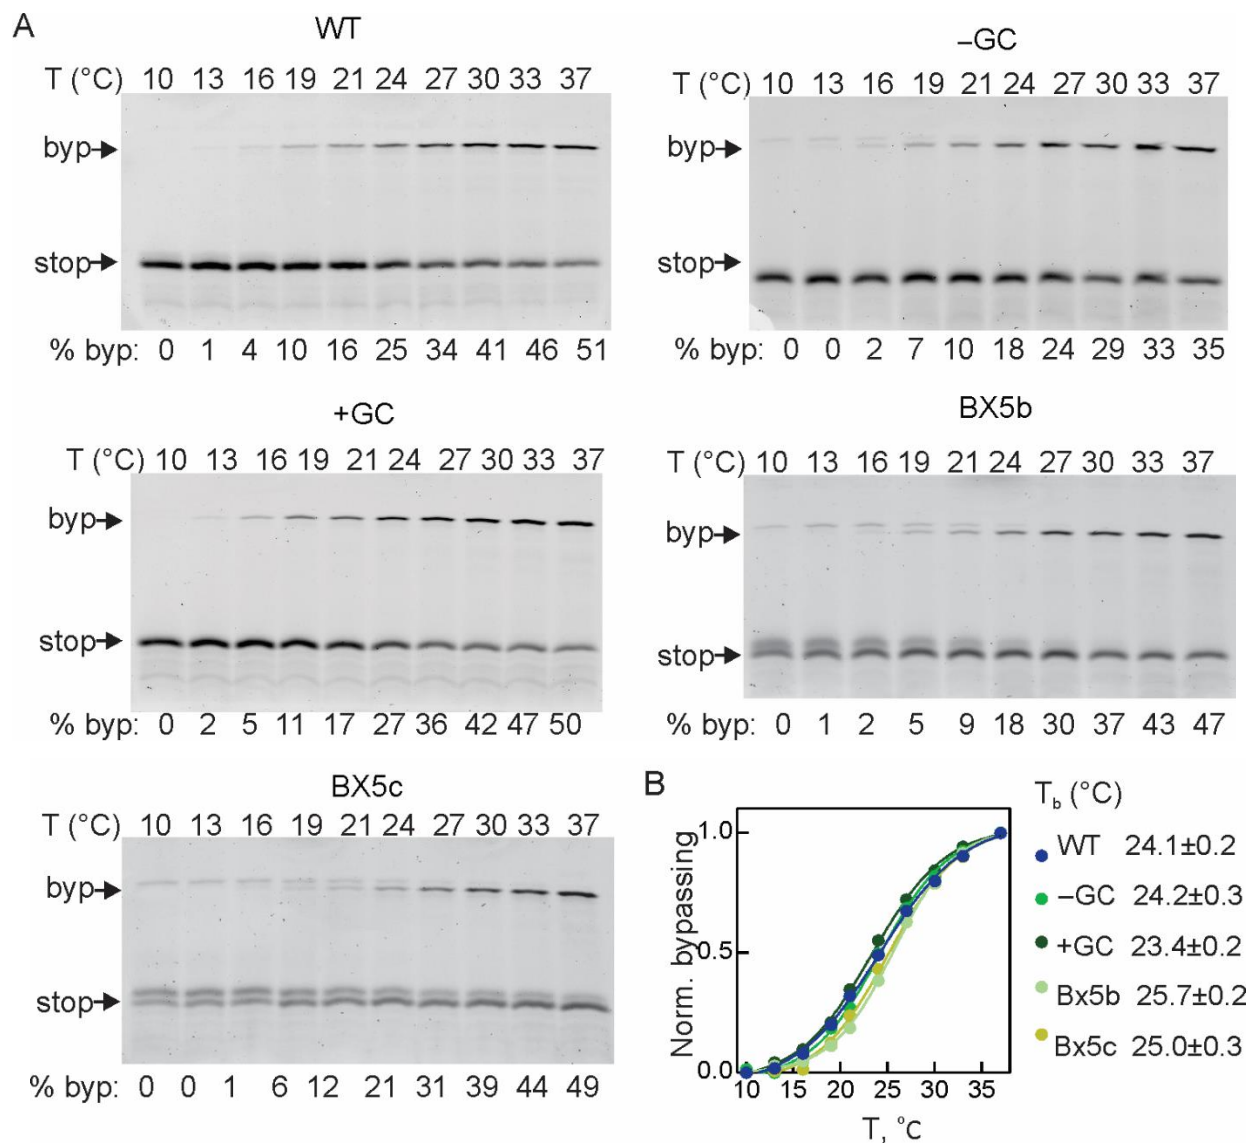 A
WT
T (°C) 10 13 16 19 21 24 27 30 33 37
byp
stop
% byp: 0 1 4 10 16 25 34 41 46 51
–GC
T (°C) 10 13 16 19 21 24 27 30 33 37
byp
stop
% byp: 0 0 2 7 10 18 24 29 33 35
+GC
T (°C) 10 13 16 19 21 24 27 30 33 37
byp
stop
% byp: 0 2 5 11 17 27 36 42 47 50
BX5b
T (°C) 10 13 16 19 21 24 27 30 33 37
byp
stop
% byp: 0 1 2 5 9 18 30 37 43 47
BX5c
T (°C) 10 13 16 19 21 24 27 30 33 37
byp
stop
% byp: 0 0 1 6 12 21 31 39 44 49
B
Norm. bypassing
1.0
0.5
0.0
10 15 20 25 30 35
T, °C
Tb (°C)
WT 24.1±0.2
–GC 24.2±0.3
+GC 23.4±0.2
Bx5b 25.7±0.2
Bx5c 25.0±0.3